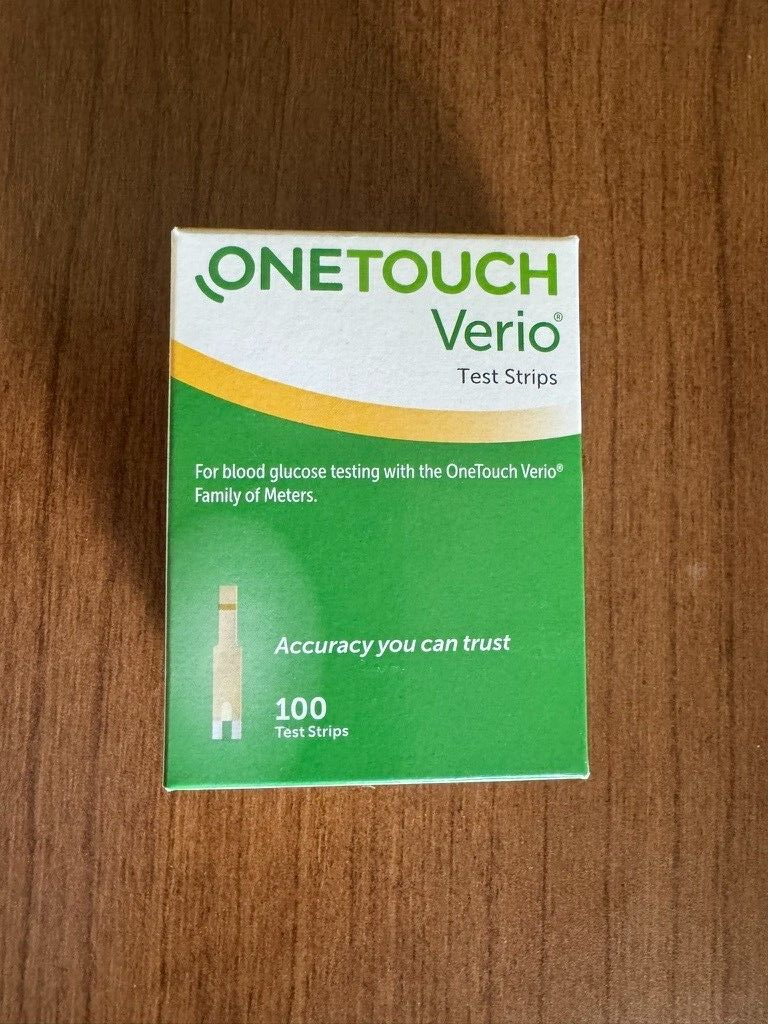 ONETOUCH
Verio®
Test Strips
For blood glucose testing with the OneTouch Verio®
Family of Meters.
Accuracy you can trust
100
Test Strips